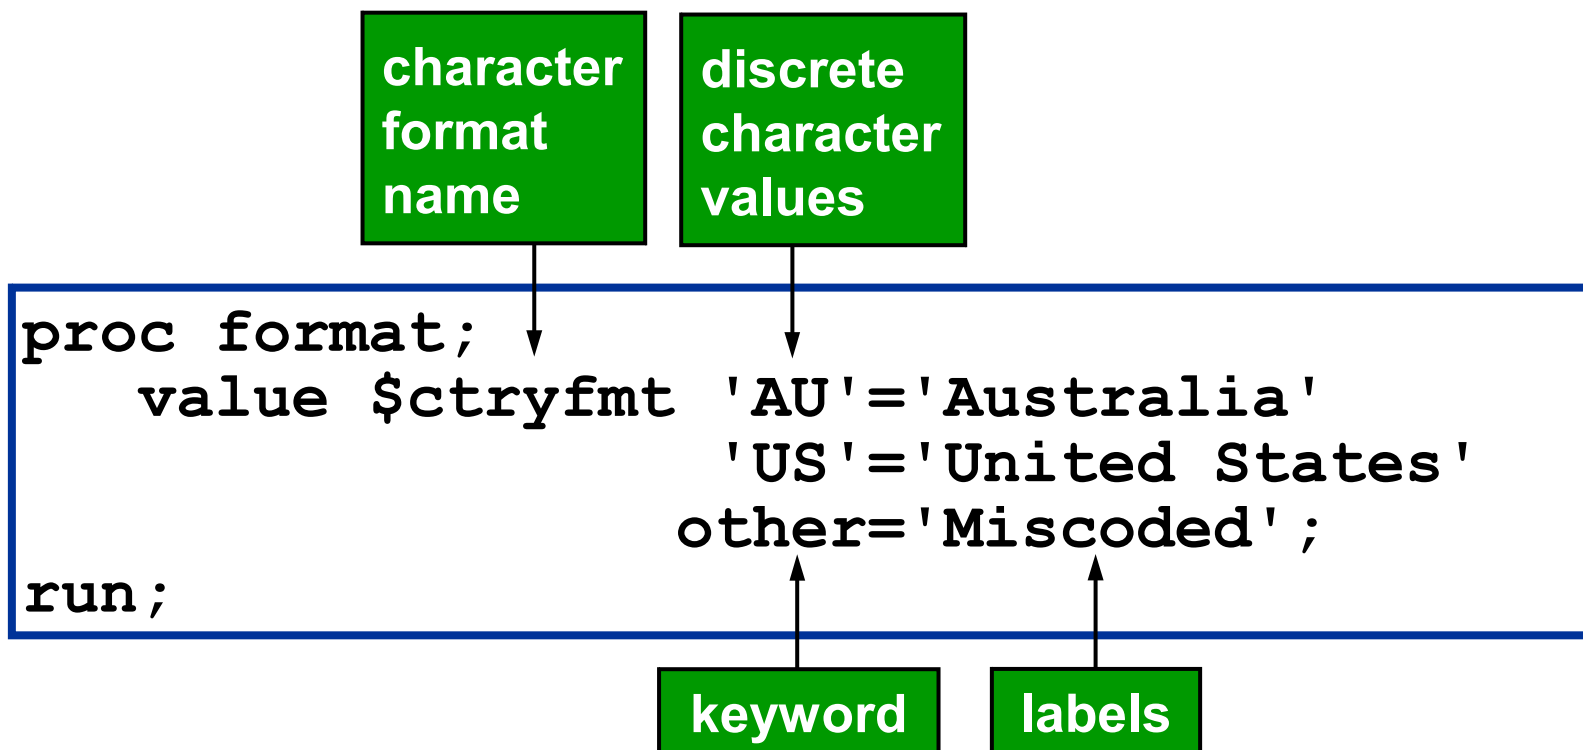 character
format
name
discrete
character
values
proc format;
value $ctryfmt 'AU'='Australia'
'US'='United States'
other='Miscoded';
run;
keyword
labels